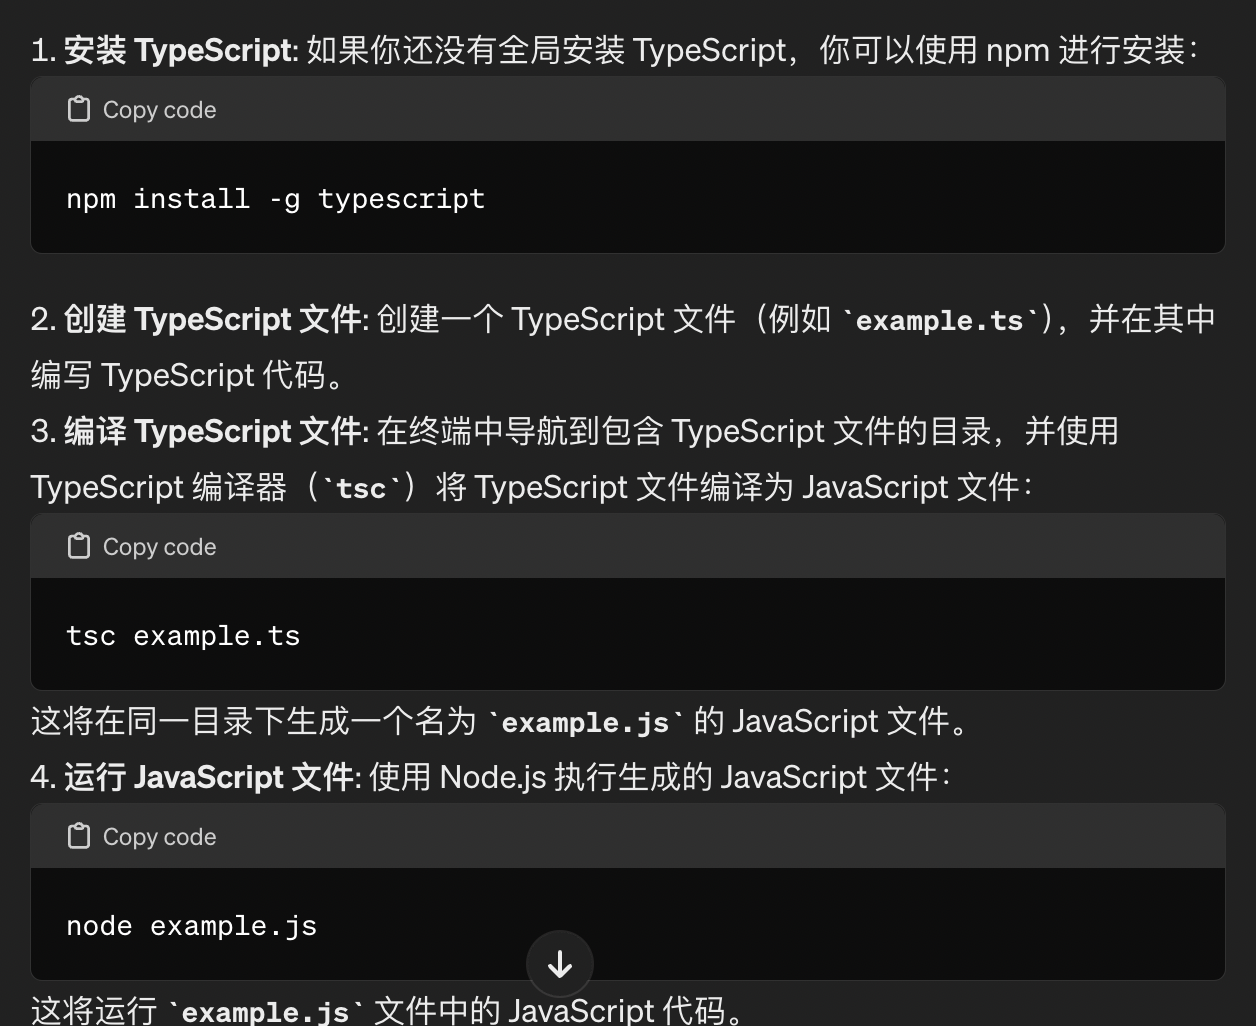 1. 安装 TypeScript: 如果你还没有全局安装 TypeScript，你可以使用 npm 进行安装：
Copy code
npm install -g typescript
2. 创建 TypeScript 文件: 创建一个 TypeScript 文件（例如 `example.ts`），并在其中
编写 TypeScript 代码。
3. 编译 TypeScript 文件: 在终端中导航到包含 TypeScript 文件的目录，并使用
TypeScript 编译器（`tsc`）将 TypeScript 文件编译为 JavaScript 文件：
Copy code
tsc example.ts
这将在同一目录下生成一个名为 `example.js` 的 JavaScript 文件。
4. 运行 JavaScript 文件: 使用 Node.js 执行生成的 JavaScript 文件：
Copy code
node example.js
这将运行 `example.js` 文件中的 JavaScript 代码。